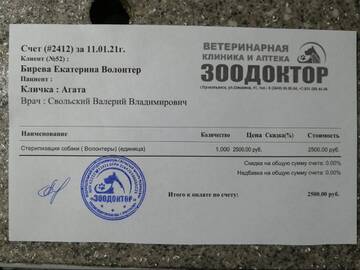 Счет (#2412) за 11.01.21г.
Клиент (№52) :
Бирева Екатерина Волонтер
Кличка : Агата
Врач : Свольский Валерий Владимирович
ВЕТЕРИНАРНАЯ
КЛИНИКА И АПТЕКА
ЗООДОКТОР
Наименование Количество Цена Скидка(%) Стоимость
Стерилизация собаки ( Волонтеры) (единица) 1,000 2500.00 руб. 2500.00 руб.
Скидка на общую сумму счета: 0.00%
Надбавка на общую сумму счета: 0.00%
Итого к оплате по счету: 2500.00 руб.
ЗООДОКТОР